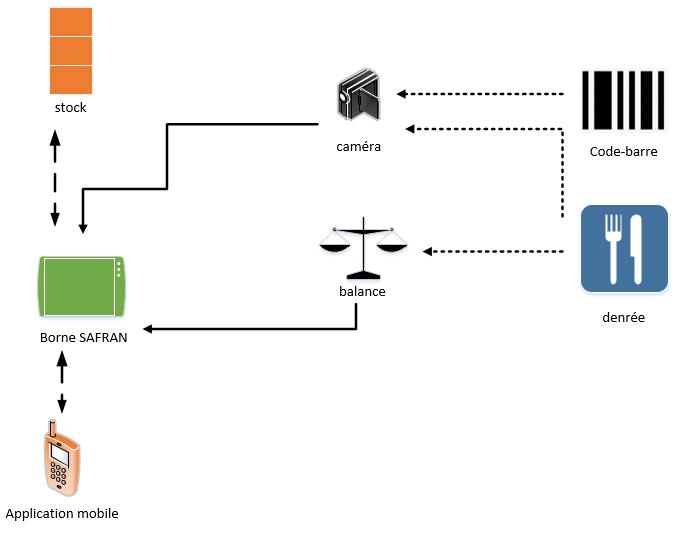 stock
caméra
Code-barre
balance
denrée
Borne SAFRAN
Application mobile